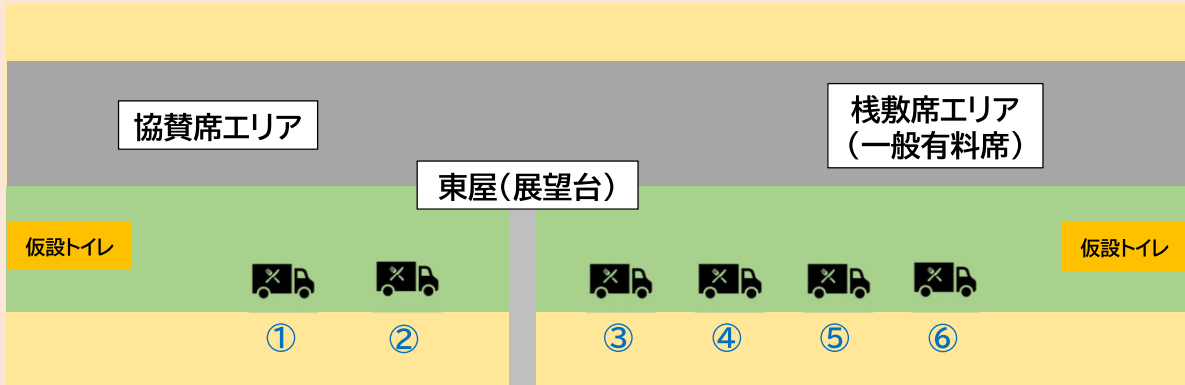 協賛席エリア
桟敷席エリア
（一般有料席）
東屋（展望台）
仮設トイレ
仮設トイレ
①
②
③
④
⑤
⑥